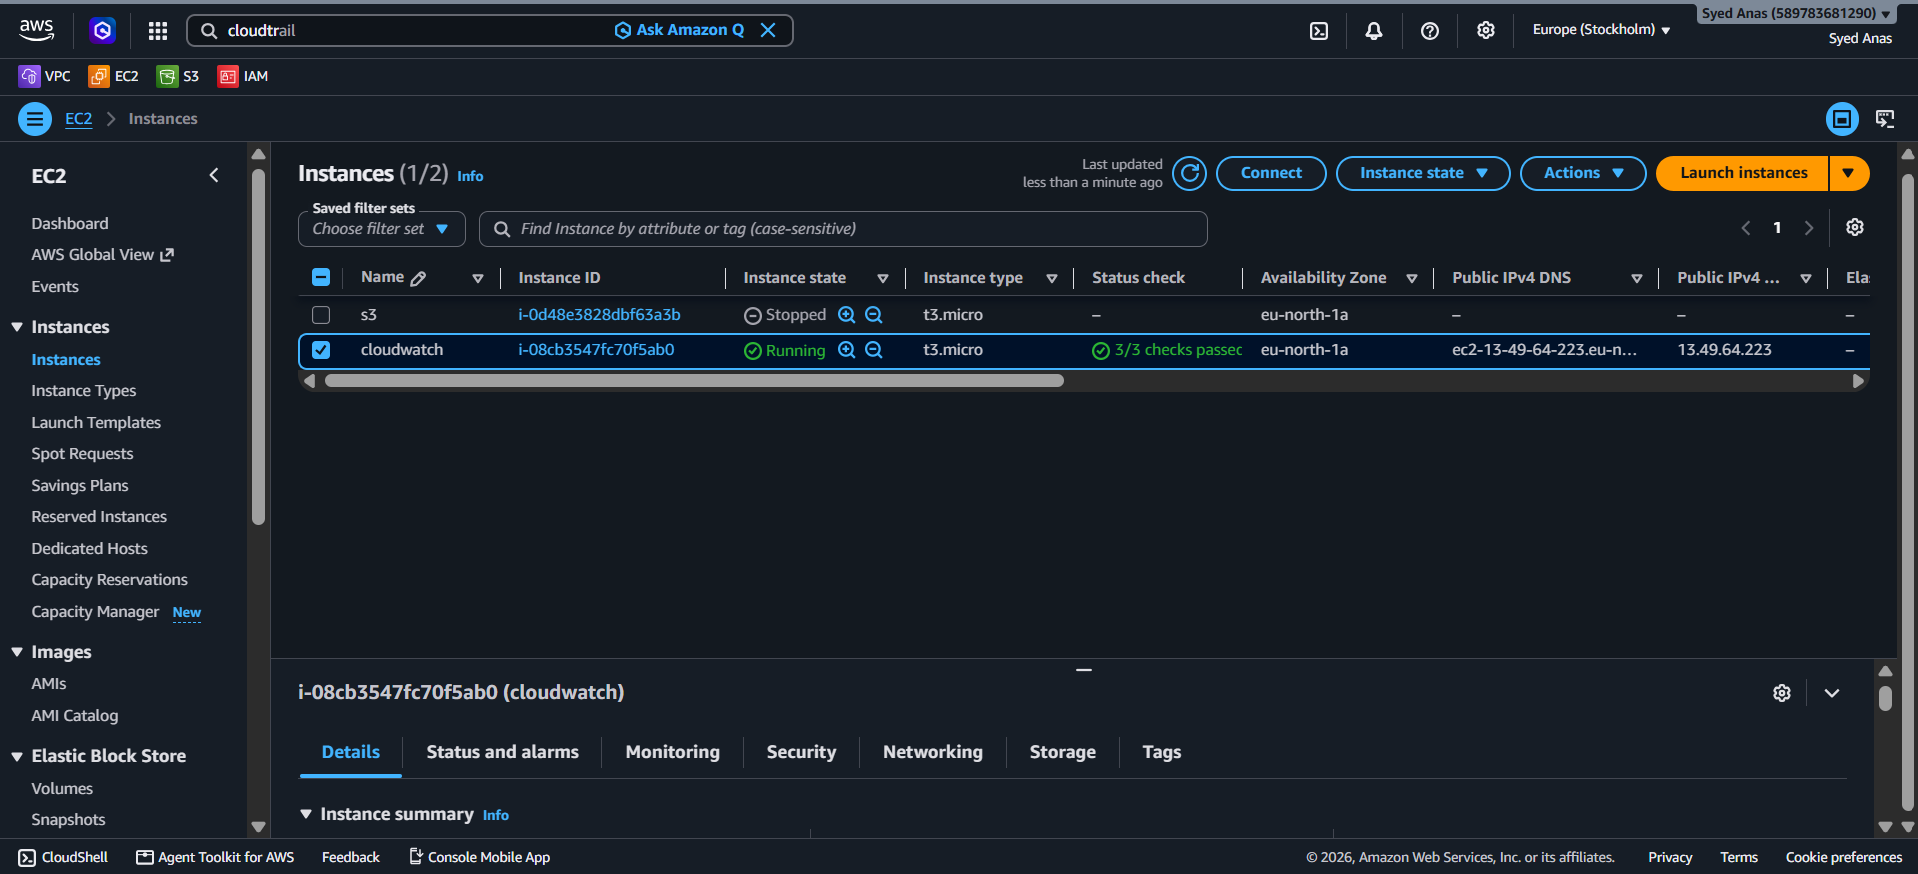 aws
cloudtrail
Ask Amazon Q
Europe (Stockholm)
Syed Anas (589783681290)
Syed Anas
VPC EC2 S3 IAM
EC2 Instances
EC2
Dashboard
AWS Global View
Events
Instances
Instances
Instance Types
Launch Templates
Spot Requests
Savings Plans
Reserved Instances
Dedicated Hosts
Capacity Reservations
Capacity Manager New
Images
AMIs
AMI Catalog
Elastic Block Store
Volumes
Snapshots
Instances (1/2) Info
Last updated
less than a minute ago
Connect Instance state Actions Launch instances
Saved filter sets
Choose filter set
Find Instance by attribute or tag (case-sensitive)
1
Name Instance ID Instance state Instance type Status check Availability Zone Public IPv4 DNS Public IPv4 ... Ela
s3 i-0d48e3828dbf63a3b Stopped t3.micro – eu-north-1a – – –
cloudwatch i-08cb3547fc70f5ab0 Running t3.micro 3/3 checks passec eu-north-1a ec2-13-49-64-223.eu-n... 13.49.64.223 –
i-08cb3547fc70f5ab0 (cloudwatch)
Details Status and alarms Monitoring Security Networking Storage Tags
Instance summary Info
CloudShell Agent Toolkit for AWS Feedback Console Mobile App
© 2026, Amazon Web Services, Inc. or its affiliates. Privacy Terms Cookie preferences